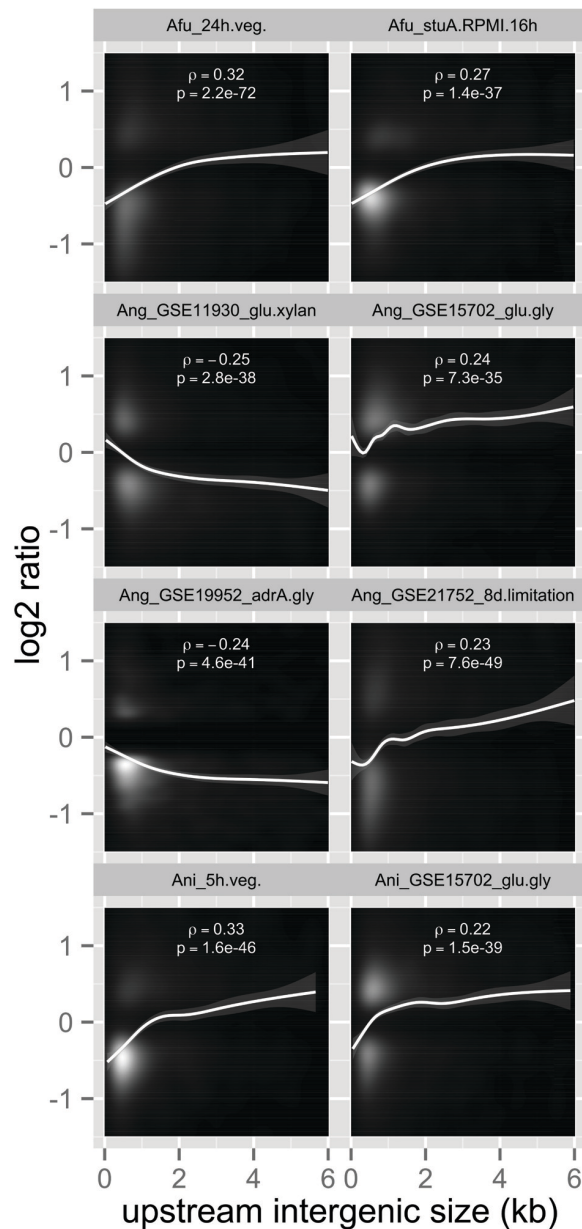 Afu_24h.veg. Afu_stuA.RPMI.16h
ρ = 0.32 ρ = 0.27
p = 2.2e-72 p = 1.4e-37
1
0
-1
Ang_GSE11930_glu.xylan Ang_GSE15702_glu.gly
ρ = – 0.25 ρ = 0.24
p = 2.8e-38 p = 7.3e-35
1
0
-1
log2 ratio
Ang_GSE19952_adrA.gly Ang_GSE21752_8d.limitation
ρ = – 0.24 ρ = 0.23
p = 4.6e-41 p = 7.6e-49
1
0
-1
Ani_5h.veg. Ani_GSE15702_glu.gly
ρ = 0.33 ρ = 0.22
p = 1.6e-46 p = 1.5e-39
1
0
-1
0 2 4 6 0 2 4 6
upstream intergenic size (kb)